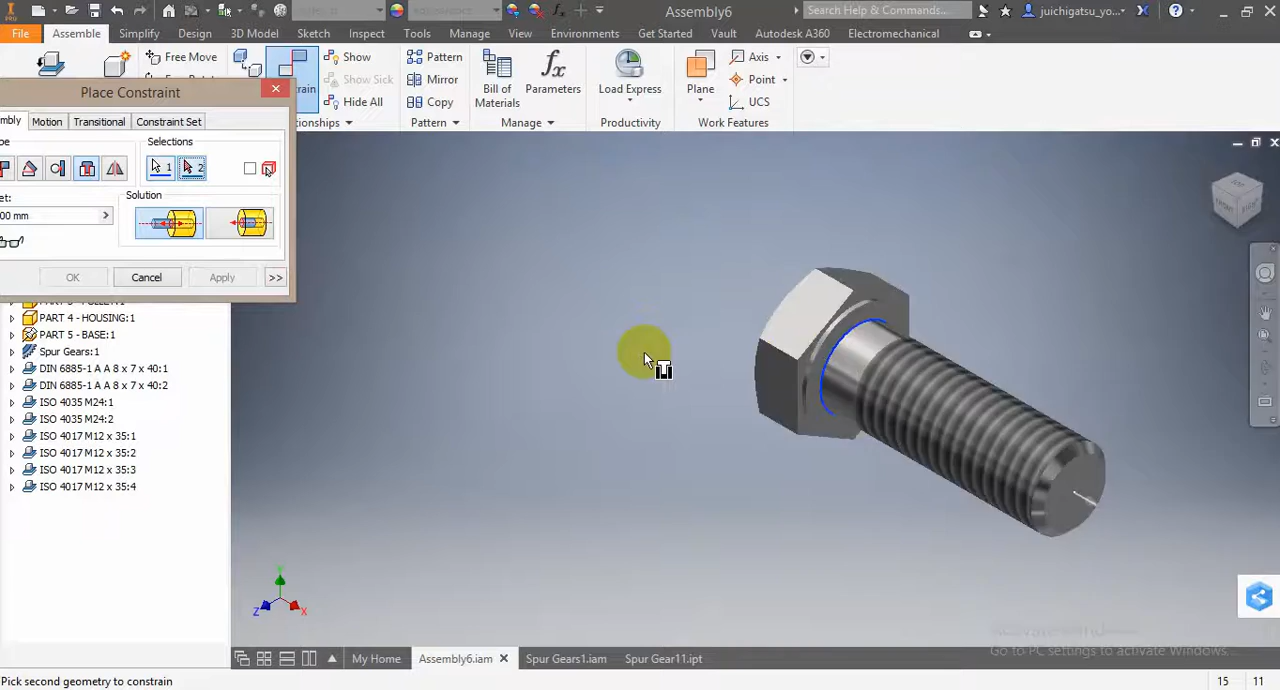 PRO
Assembly6
Search Help & Commands...
juichigatsu_yo...
File
Assemble
Simplify
Design
3D Model
Sketch
Inspect
Tools
Manage
View
Environments
Get Started
Vault
Autodesk A360
Electromechanical
Free Move
Show
Show Sick
Hide All
Pattern
Mirror
Copy
Bill of
Materials
Parameters
Load Express
Plane
Axis
Point
UCS
Pattern
Manage
Productivity
Work Features
Place Constraint
Motion
Transitional
Constraint Set
Selections
1
2
Solution
00 mm
OK
Cancel
Apply
>>
PART 4 - HOUSING:1
PART 5 - BASE:1
Spur Gears:1
DIN 6885-1 A A 8 x 7 x 40:1
DIN 6885-1 A A 8 x 7 x 40:2
ISO 4035 M24:1
ISO 4035 M24:2
ISO 4017 M12 x 35:1
ISO 4017 M12 x 35:2
ISO 4017 M12 x 35:3
ISO 4017 M12 x 35:4
Y
Z
X
Go to PC settings to activate Windows.
My Home
Assembly6.iam
Spur Gears1.iam
Spur Gear11.ipt
Pick second geometry to constrain
15
11